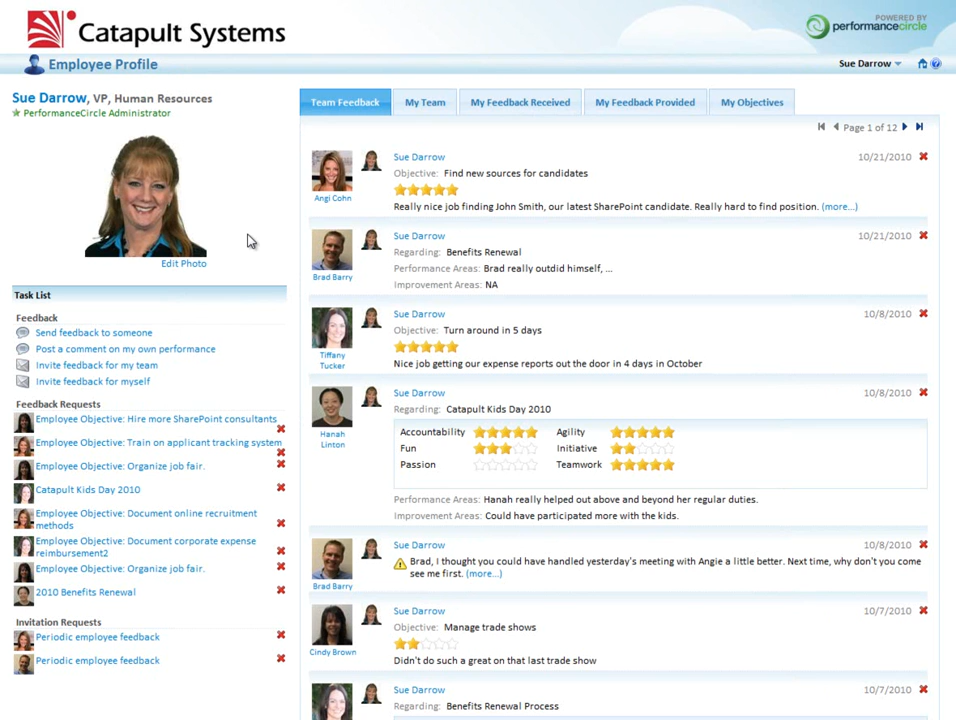 Catapult Systems
POWERED BY
performancecircle
Employee Profile
Sue Darrow
Sue Darrow, VP, Human Resources
PerformanceCircle Administrator
Edit Photo
Task List
Feedback
Send feedback to someone
Post a comment on my own performance
Invite feedback for my team
Invite feedback for myself
Feedback Requests
Employee Objective: Hire more SharePoint consultants
Employee Objective: Train on applicant tracking system
Employee Objective: Organize job fair.
Catapult Kids Day 2010
Employee Objective: Document online recruitment
methods
Employee Objective: Document corporate expense
reimbursement2
Employee Objective: Organize job fair.
2010 Benefits Renewal
Invitation Requests
Periodic employee feedback
Periodic employee feedback
Team Feedback
My Team
My Feedback Received
My Feedback Provided
My Objectives
Page 1 of 12
Angi Cohn
Sue Darrow
10/21/2010
Objective: Find new sources for candidates
Really nice job finding John Smith, our latest SharePoint candidate. Really hard to find position. (more...)
Brad Barry
Sue Darrow
10/21/2010
Regarding: Benefits Renewal
Performance Areas: Brad really outdid himself, ...
Improvement Areas: NA
Tiffany
Tucker
Sue Darrow
10/8/2010
Objective: Turn around in 5 days
Nice job getting our expense reports out the door in 4 days in October
Hanah
Linton
Sue Darrow
10/8/2010
Regarding: Catapult Kids Day 2010
Accountability
Agility
Fun
Initiative
Passion
Teamwork
Performance Areas: Hanah really helped out above and beyond her regular duties.
Improvement Areas: Could have participated more with the kids.
Brad Barry
Sue Darrow
10/8/2010
Brad, I thought you could have handled yesterday's meeting with Angie a little better. Next time, why don't you come
see me first. (more...)
Cindy Brown
Sue Darrow
10/7/2010
Objective: Manage trade shows
Didn't do such a great on that last trade show
Sue Darrow
10/7/2010
Regarding: Benefits Renewal Process